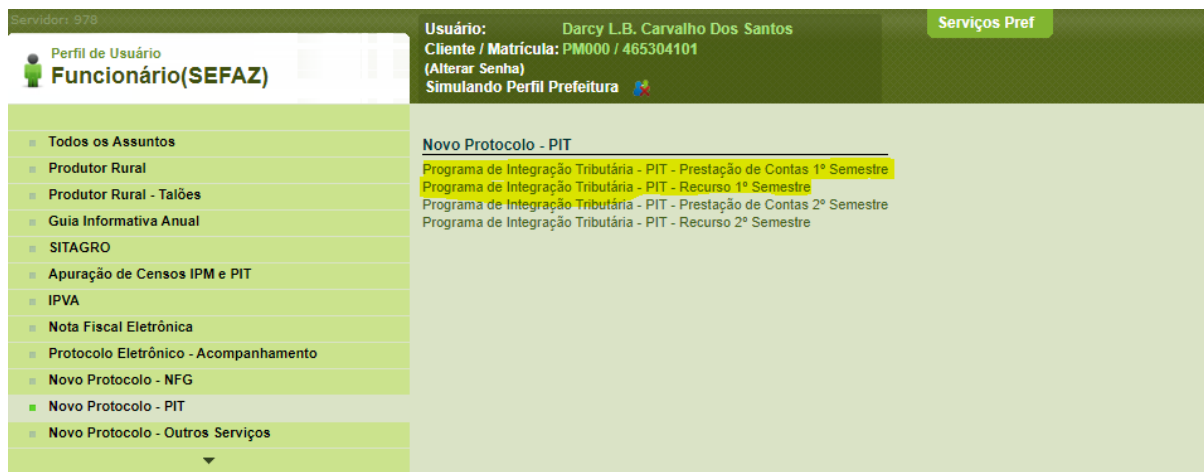 Servidor: 978
Perfil de Usuário
Funcionário(SEFAZ)
Usuário: Darcy L.B. Carvalho Dos Santos
Cliente / Matrícula: PM000 / 465304101
(Alterar Senha)
Simulando Perfil Prefeitura
Serviços Pref
Todos os Assuntos
Produtor Rural
Produtor Rural - Talões
Guia Informativa Anual
SITAGRO
Apuração de Censos IPM e PIT
IPVA
Nota Fiscal Eletrônica
Protocolo Eletrônico - Acompanhamento
Novo Protocolo - NFG
Novo Protocolo - PIT
Novo Protocolo - Outros Serviços
Novo Protocolo - PIT
Programa de Integração Tributária - PIT - Prestação de Contas 1º Semestre
Programa de Integração Tributária - PIT - Recurso 1º Semestre
Programa de Integração Tributária - PIT - Prestação de Contas 2º Semestre
Programa de Integração Tributária - PIT - Recurso 2º Semestre